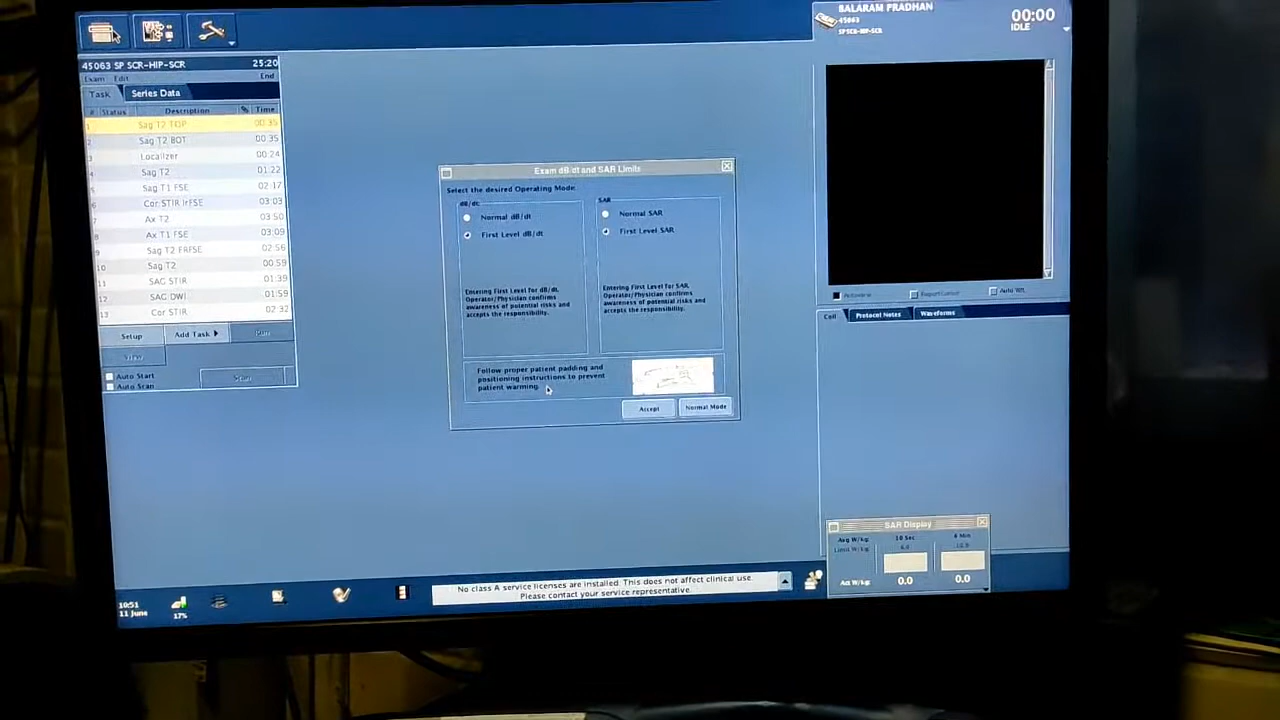 BALARAM PRADHAN
45063
SPSCR-HIP-SCR
00:00
IDLE
45063 SP SCR-HIP-SCR 25:20
Exam Edit End
Task Series Data
# Status Description % Time
1 Sag T2 TOP 00:35
2 Sag T2 BOT 00:35
3 Localizer 00:24
4 Sag T2 01:22
5 Sag T1 FSE 02:17
6 Cor STIR IrFSE 03:03
7 Ax T2 03:50
8 Ax T1 FSE 03:09
9 Sag T2 FRFSE 02:56
10 Sag T2 00:59
11 SAG STIR 01:39
12 SAG DWI 01:59
13 Cor STIR 02:32
Setup Add Task Run
View
Auto Start
Auto Scan
Scan
Exam dB/dt and SAR Limits
Select the desired Operating Mode:
dB/dt:
Normal dB/dt
First Level dB/dt
Entering First Level for dB/dt,
Operator/Physician confirms
awareness of potential risks and
accepts the responsibility.
SAR
Normal SAR
First Level SAR
Entering First Level for SAR,
Operator/Physician confirms
awareness of potential risks and
accepts the responsibility.
Follow proper patient padding and
positioning instructions to prevent
patient warming.
Accept Normal Mode
Auto W/L
Coil Protocol Notes Waveforms
SAR Display
Avg W/kg: 10 Sec 6 Min
Limit W/kg:
Act W/kg: 0.0 0.0
No class A service licenses are installed. This does not affect clinical use.
Please contact your service representative.
10:51
11 June
17%